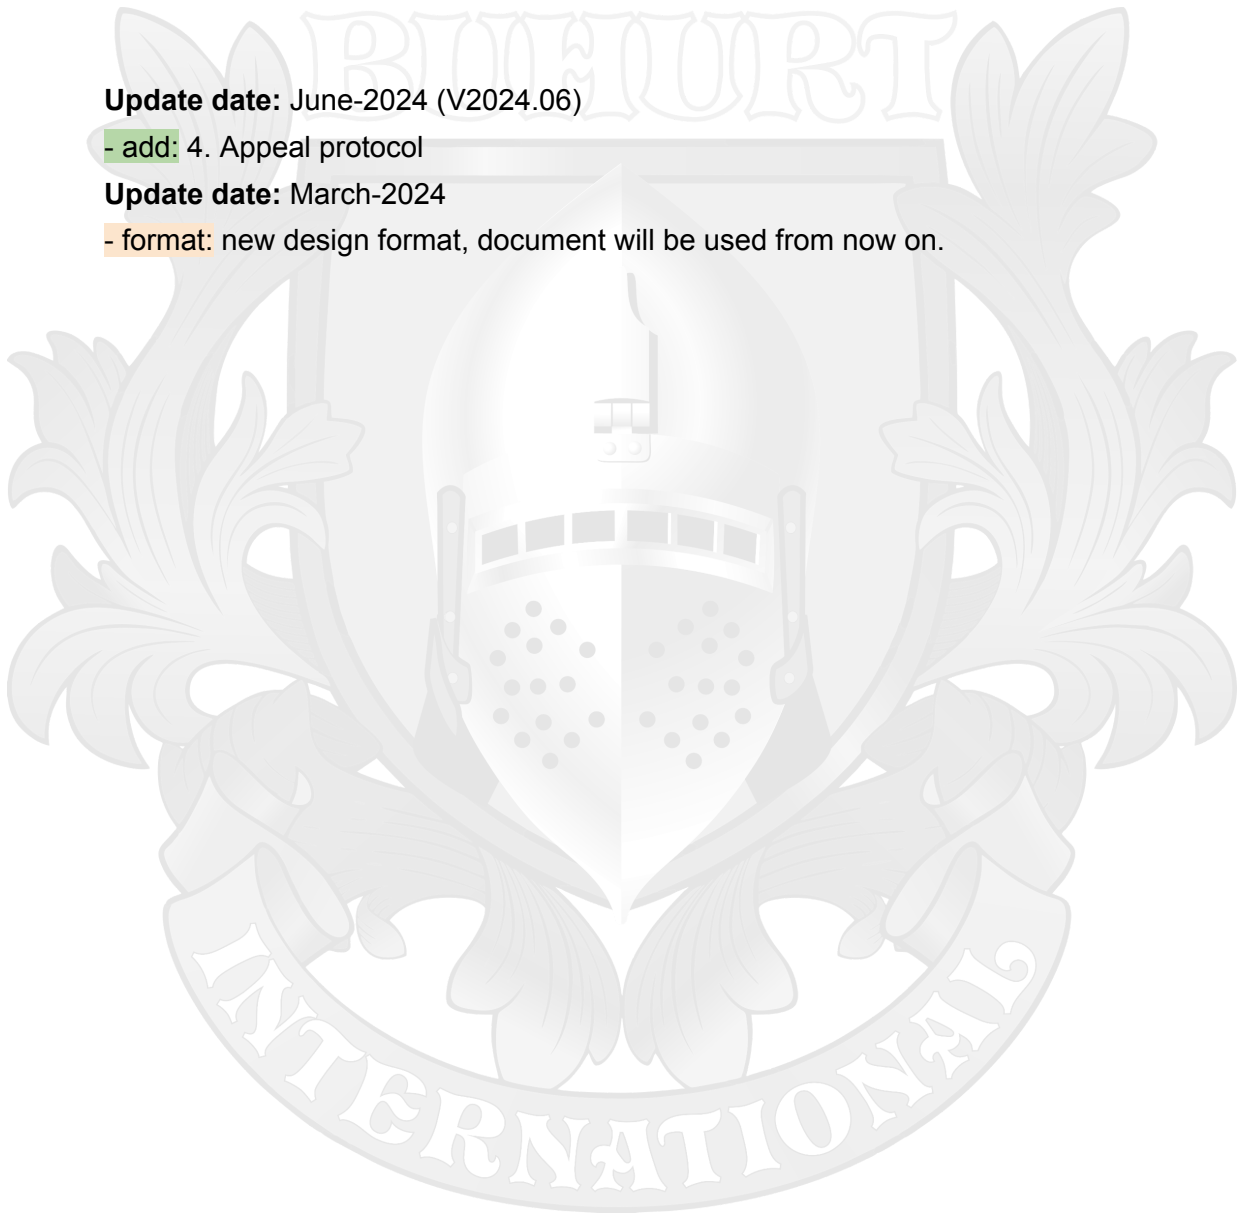 BUHURT
Update date: June-2024 (V2024.06)
- add: 4. Appeal protocol
Update date: March-2024
- format: new design format, document will be used from now on.
INTERNATIONAL